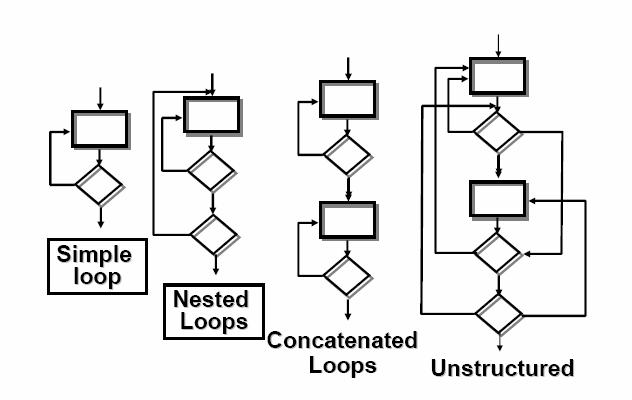 Simple
loop
Nested
Loops
Concatenated
Loops
Unstructured